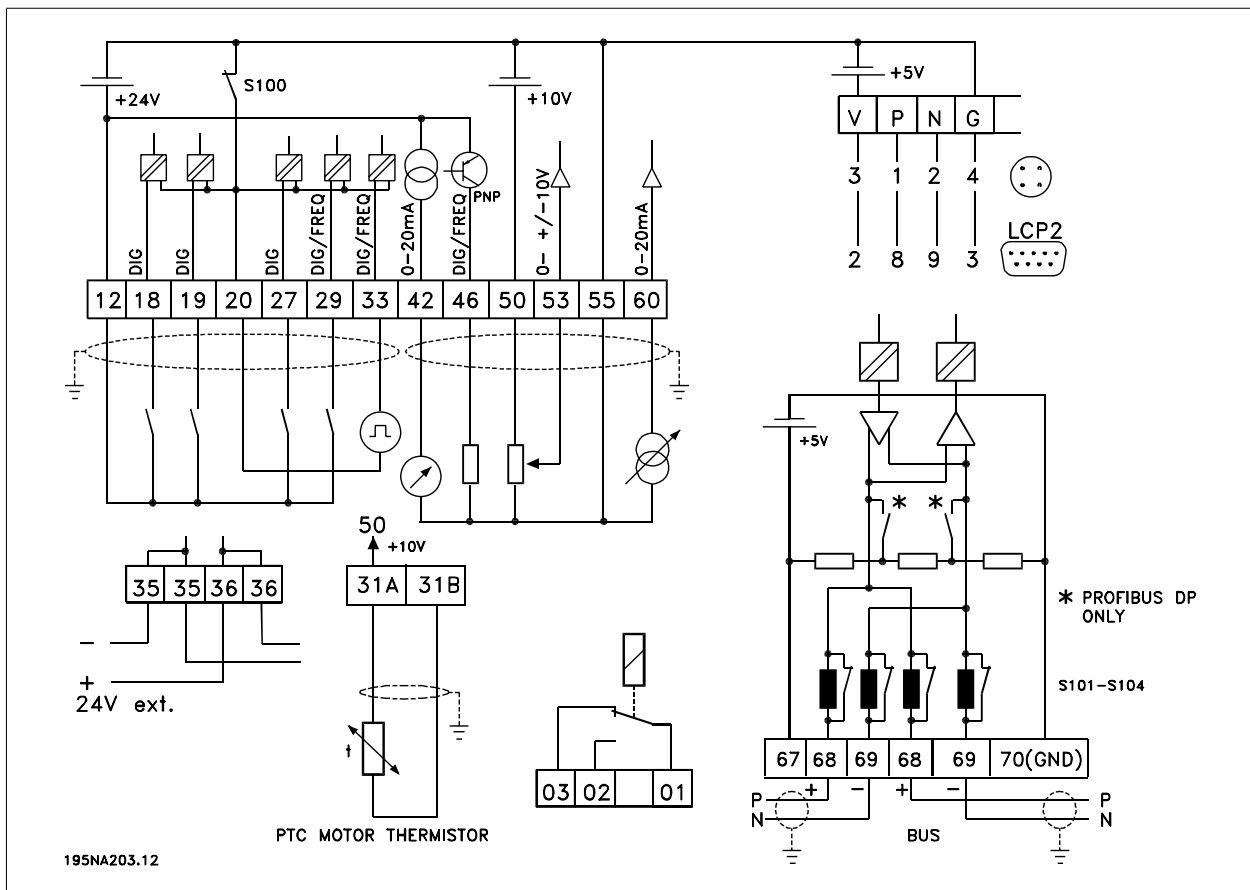 +24V
S100
+10V
+5V
V P N G
3 1 2 4
2 8 9 3
LCP2
DIG
DIG
DIG
DIG/FREQ
DIG/FREQ
0-20mA
DIG/FREQ
PNP
0- +/-10V
0-20mA
12 18 19 20 27 29 33 42 46 50 53 55 60
+5V
* *
* PROFIBUS DP
ONLY
S101-S104
50
+10V
35 35 36 36
31A 31B
-
+
24V ext.
t
PTC MOTOR THERMISTOR
03 02 01
67 68 69 68 69 70(GND)
+ - + -
P P
N N
BUS
195NA203.12